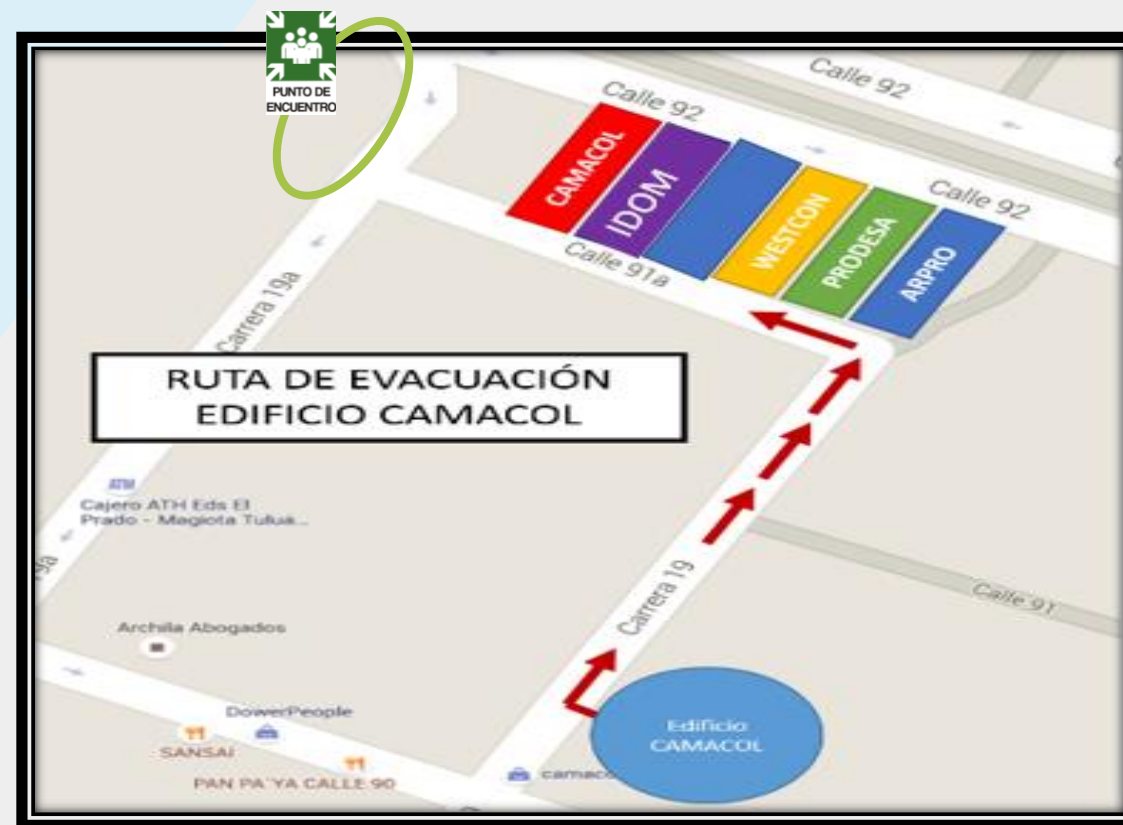 PUNTO DE
ENCUENTRO
Calle 92
Calle 92
CAMACOL
IDOM
WESTCON
PRODESA
ARPRO
Calle 92
Calle 91a
Carrera 19a
RUTA DE EVACUACIÓN
EDIFICIO CAMACOL
Cajero ATH Eds El
Prado - Magiota Tulua...
19a
Carrera 19
Calle 91
Archila Abogados
DowerPeople
SANSAI
PAN PA'YA CALLE 90
Edificio
CAMACOL
camaco